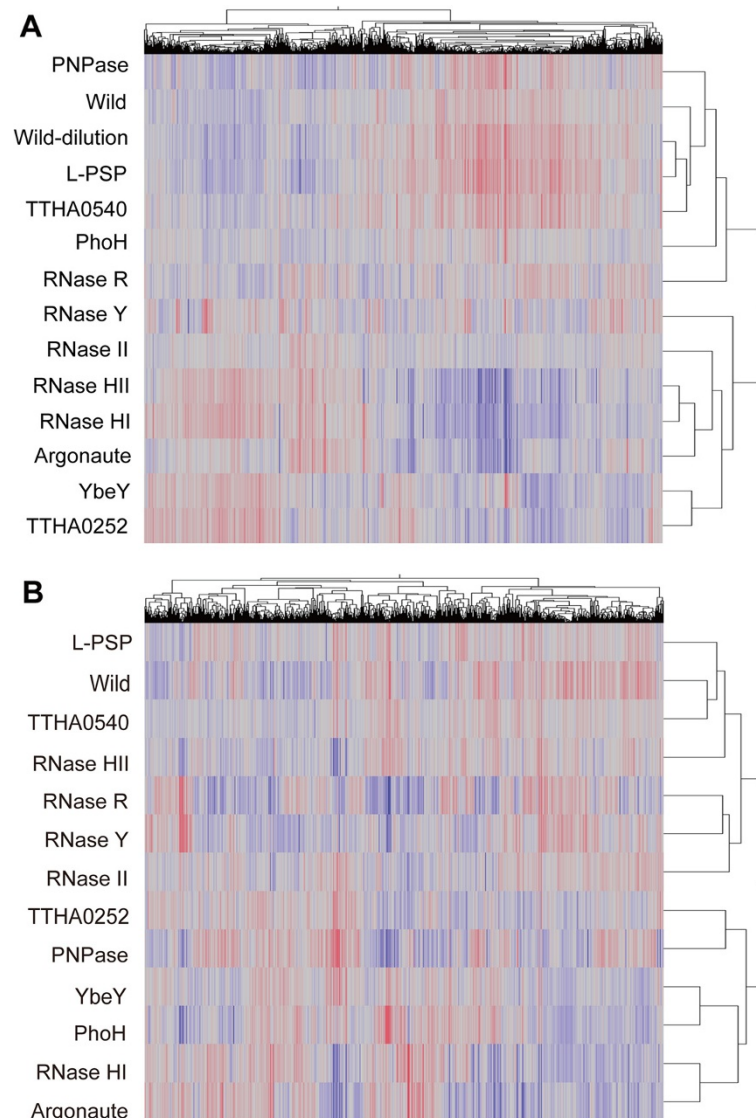 A
PNPase
Wild
Wild-dilution
L-PSP
TTHA0540
PhoH
RNase R
RNase Y
RNase II
RNase HII
RNase HI
Argonaute
YbeY
TTHA0252
B
L-PSP
Wild
TTHA0540
RNase HII
RNase R
RNase Y
RNase II
TTHA0252
PNPase
YbeY
PhoH
RNase HI
Argonaute